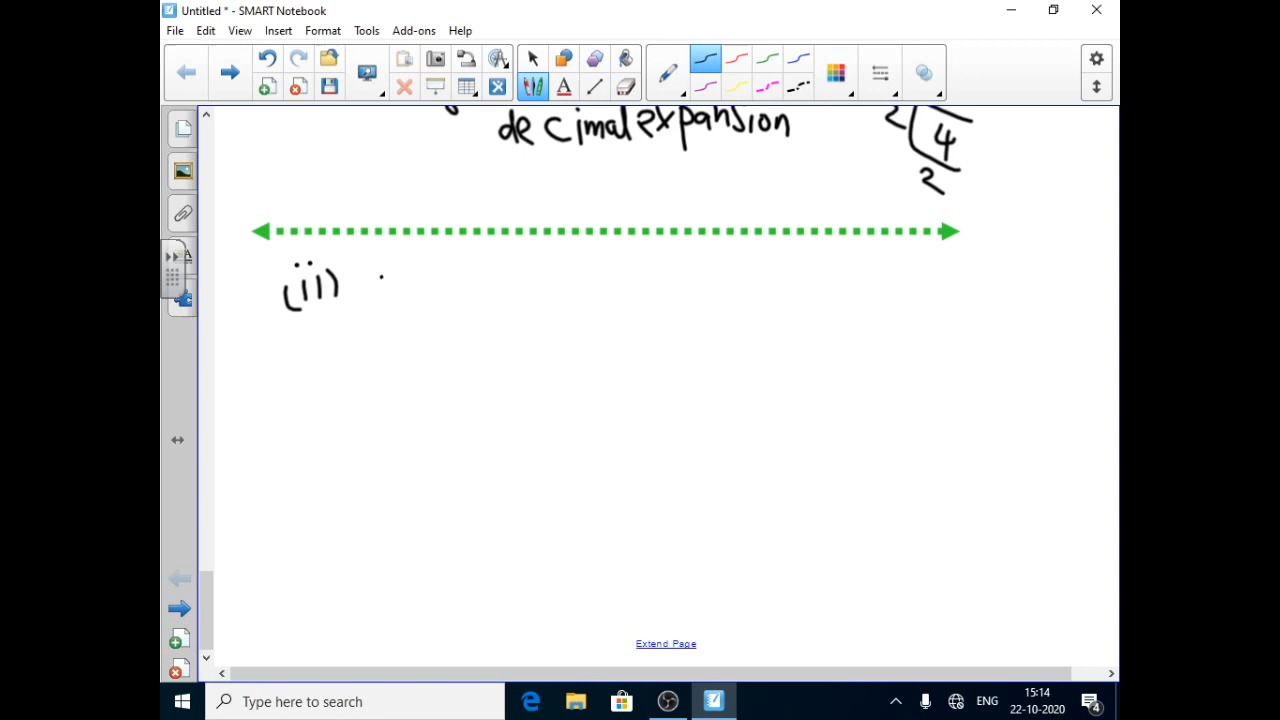 Untitled * - SMART Notebook
File Edit View Insert Format Tools Add-ons Help
decimal expansion
2 4
2
(ii)
Extend Page
Type here to search
ENG
15:14
22-10-2020
4